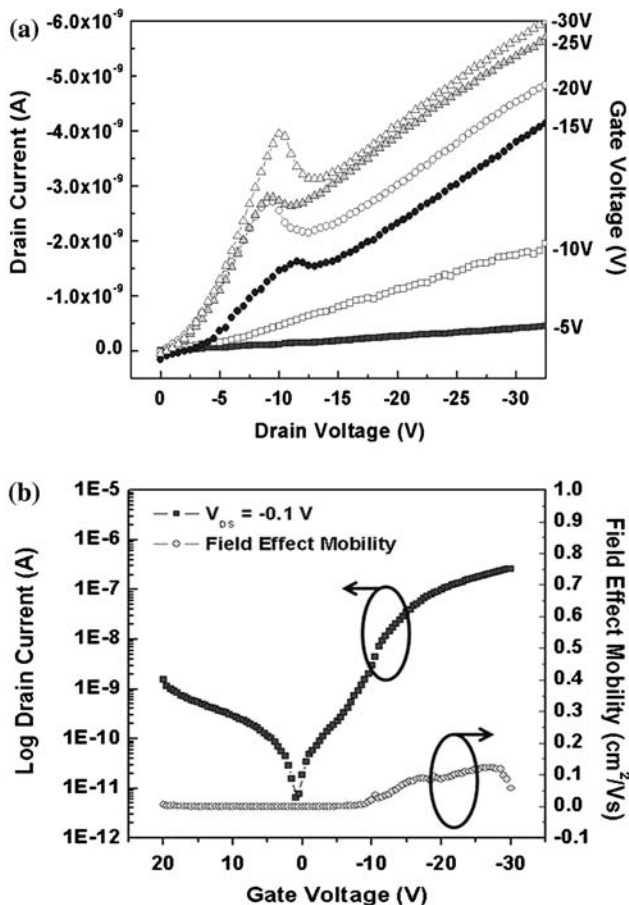 (a)
-6.0x10⁻⁹
-5.0x10⁻⁹
-4.0x10⁻⁹
-3.0x10⁻⁹
-2.0x10⁻⁹
-1.0x10⁻⁹
0.0
Drain Current (A)
0 -5 -10 -15 -20 -25 -30
Drain Voltage (V)
-30V
-25V
-20V
-15V
-10V
-5V
Gate Voltage (V)
(b)
1E-5
1E-6
1E-7
1E-8
1E-9
1E-10
1E-11
1E-12
Log Drain Current (A)
V_DS = -0.1 V
Field Effect Mobility
20 10 0 -10 -20 -30
Gate Voltage (V)
1.0
0.9
0.8
0.7
0.6
0.5
0.4
0.3
0.2
0.1
0.0
-0.1
Field Effect Mobility (cm²/Vs)